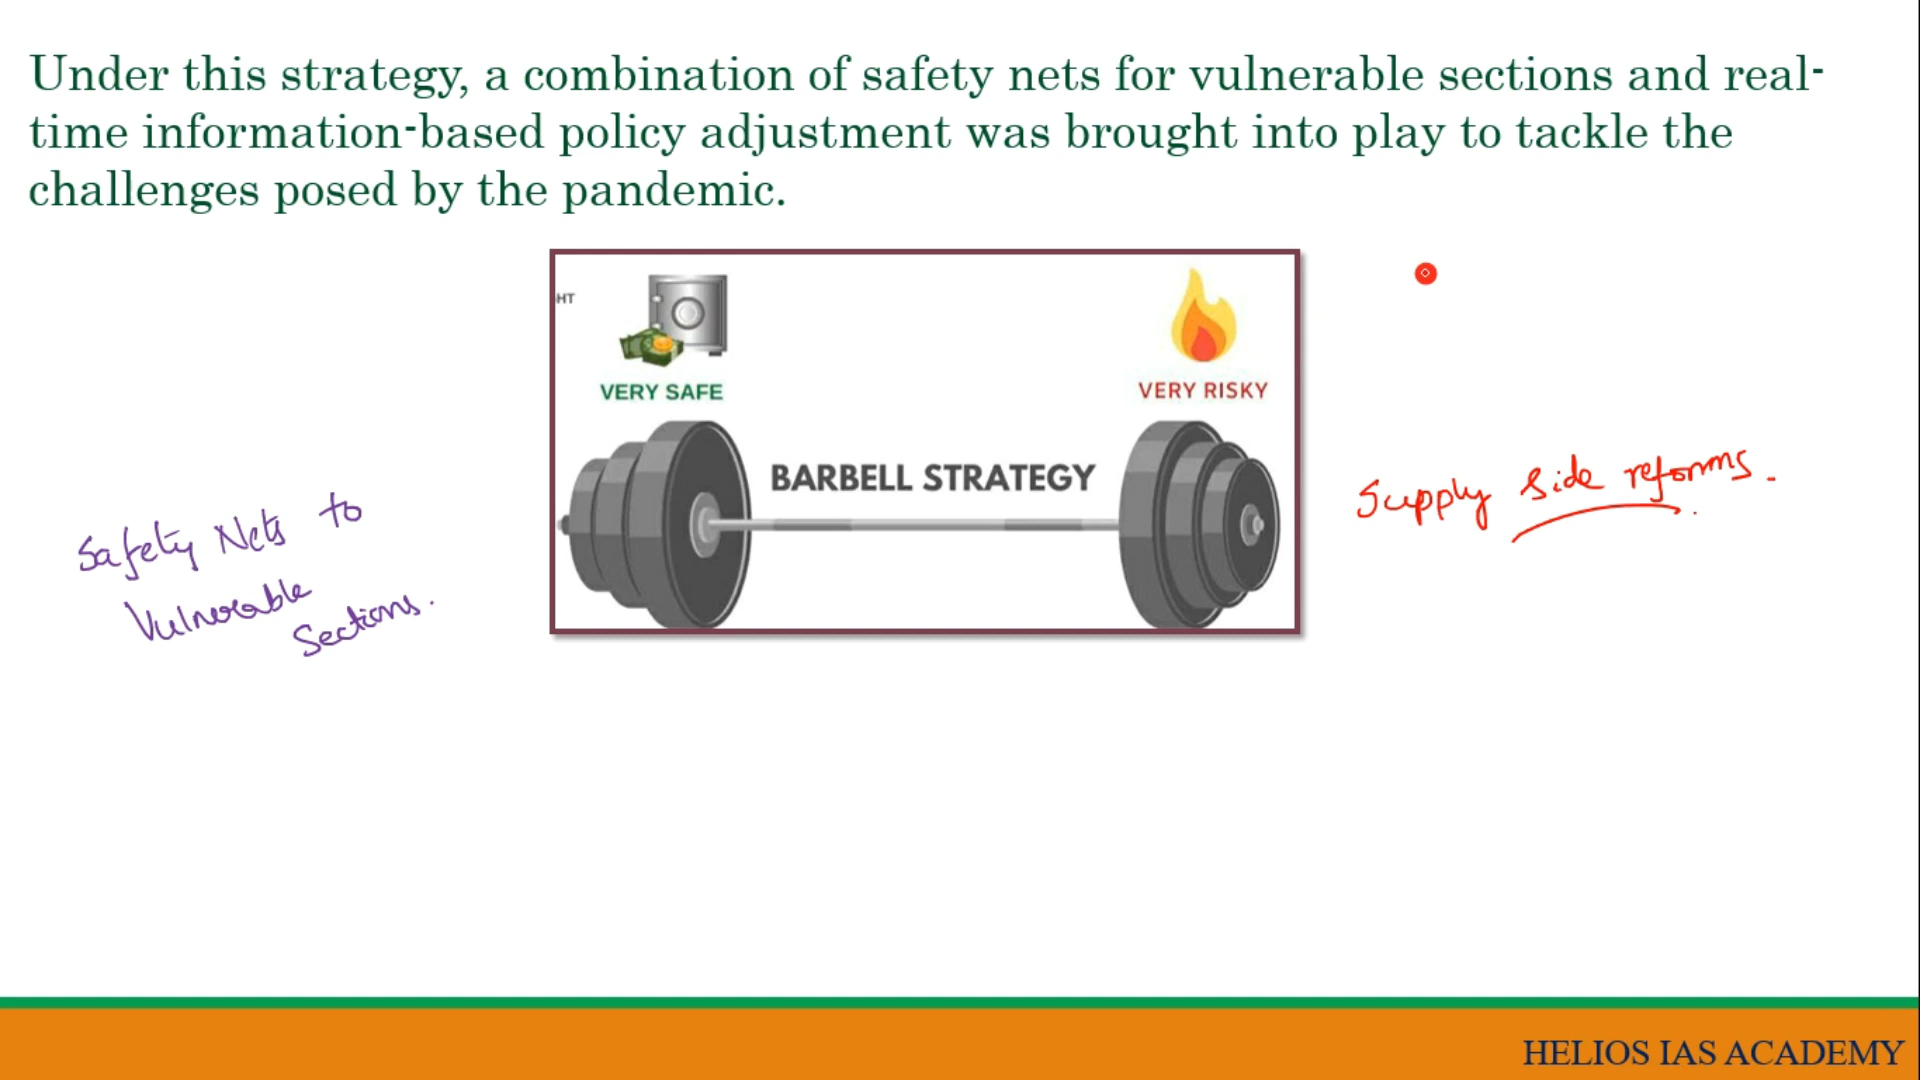 Under this strategy, a combination of safety nets for vulnerable sections and real-
time information-based policy adjustment was brought into play to tackle the
challenges posed by the pandemic.
HT
VERY SAFE
VERY RISKY
BARBELL STRATEGY
Supply side reforms.
Safety Nets to
Vulnerable
Sections.
HELIOS IAS ACADEMY